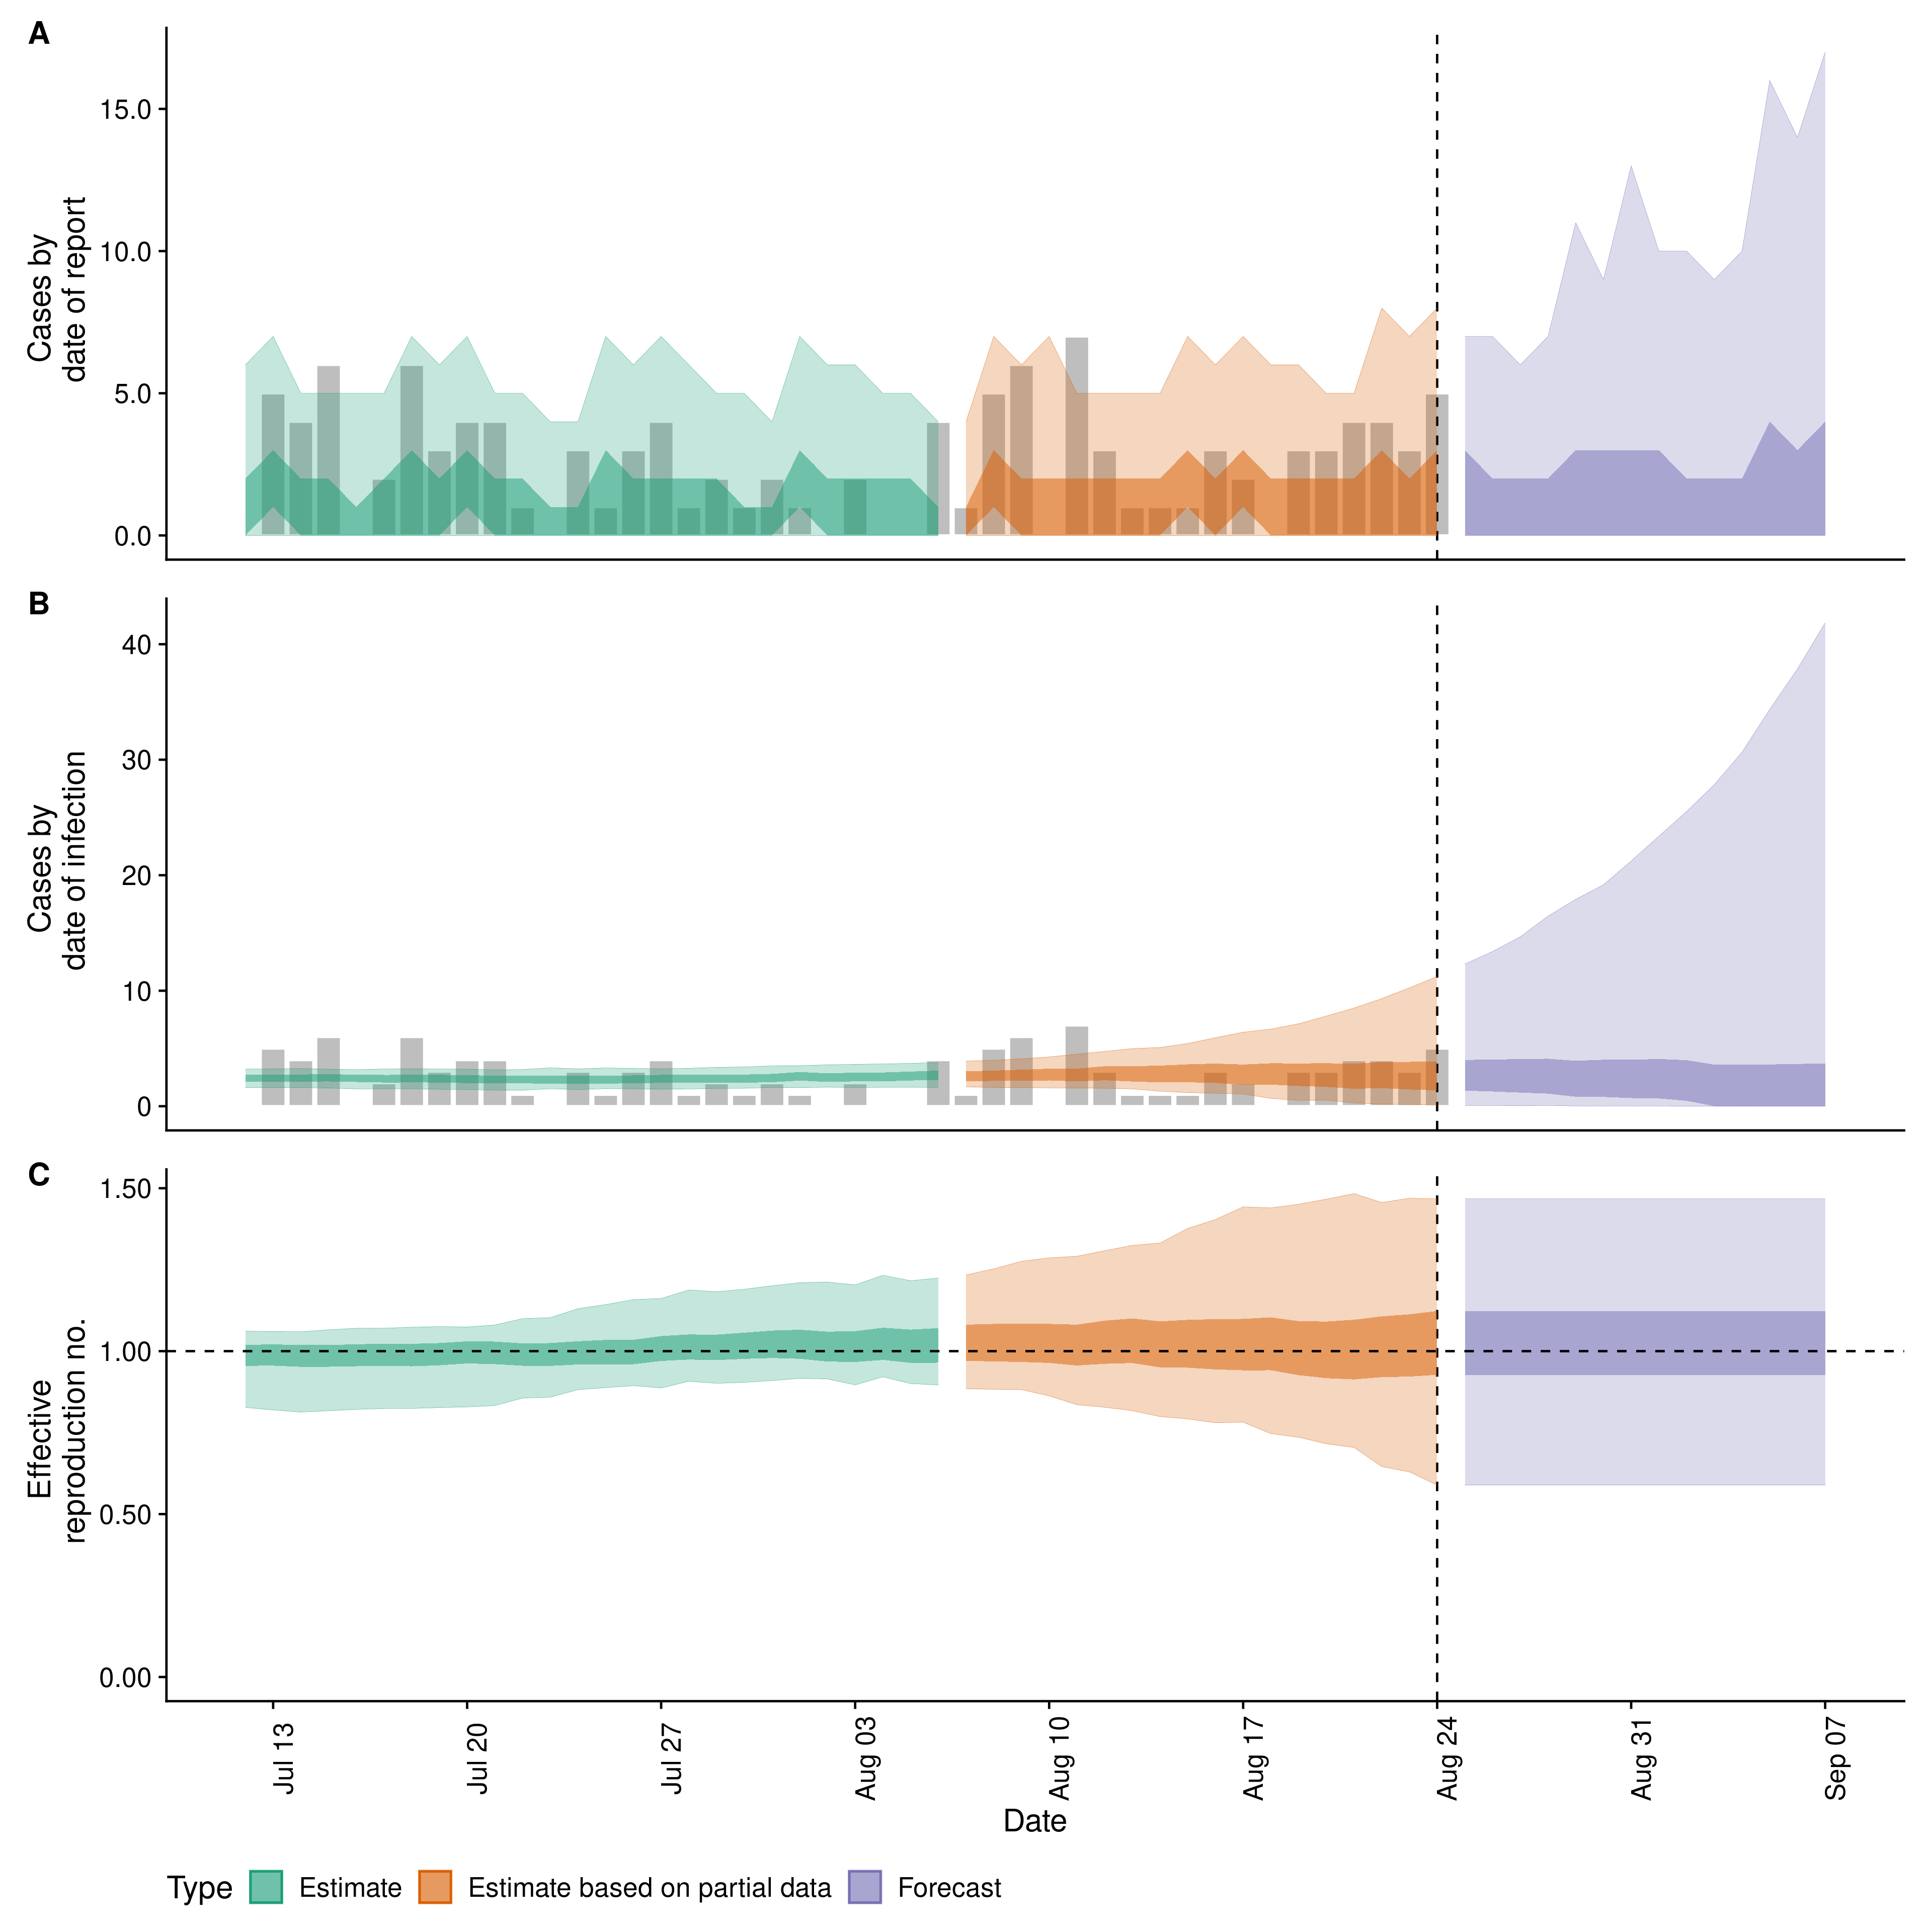 A
Cases by
date of report
15.0
10.0
5.0
0.0
B
Cases by
date of infection
40
30
20
10
0
C
Effective
reproduction no.
1.50
1.00
0.50
0.00
Jul 13
Jul 20
Jul 27
Aug 03
Aug 10
Aug 17
Aug 24
Aug 31
Sep 07
Date
Type Estimate Estimate based on partial data Forecast